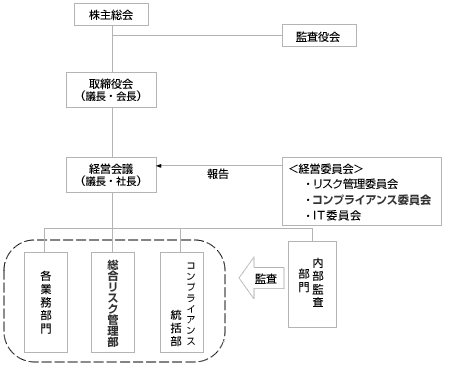 株主総会
監査役会
取締役会
(議長・会長)
経営会議
(議長・社長)
報告
＜経営委員会＞
・リスク管理委員会
・コンプライアンス委員会
・IT委員会
各業務部門
総合リスク管理部
コンプライアンス
統括部
監査
内部監査
部門